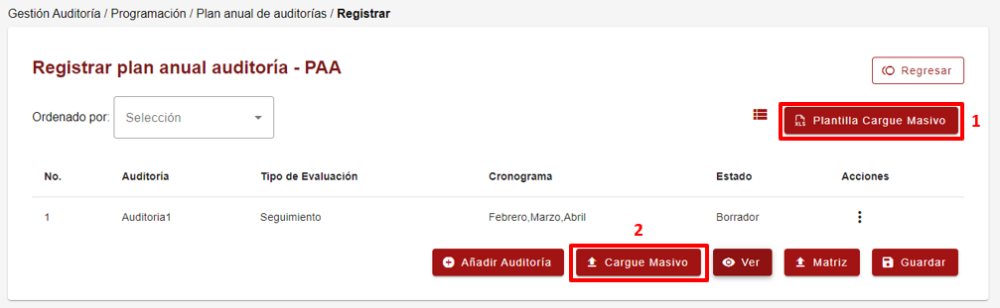 Gestión Auditoría / Programación / Plan anual de auditorías / Registrar
Registrar plan anual auditoría - PAA
Regresar
Ordenado por: Selección
XLS Plantilla Cargue Masivo 1
No. Auditoria Tipo de Evaluación Cronograma Estado Acciones
1 Auditoria1 Seguimiento Febrero,Marzo,Abril Borrador
2
Añadir Auditoría Cargue Masivo Ver Matriz Guardar